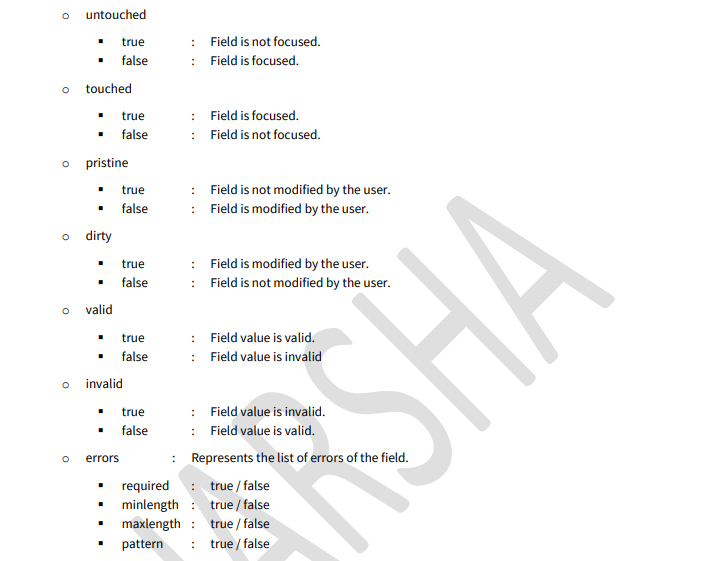 ○ untouched
▪ true : Field is not focused.
▪ false : Field is focused.
○ touched
▪ true : Field is focused.
▪ false : Field is not focused.
○ pristine
▪ true : Field is not modified by the user.
▪ false : Field is modified by the user.
○ dirty
▪ true : Field is modified by the user.
▪ false : Field is not modified by the user.
○ valid
▪ true : Field value is valid.
▪ false : Field value is invalid
○ invalid
▪ true : Field value is invalid.
▪ false : Field value is valid.
○ errors : Represents the list of errors of the field.
▪ required : true / false
▪ minlength : true / false
▪ maxlength : true / false
▪ pattern : true / false
ARSHA